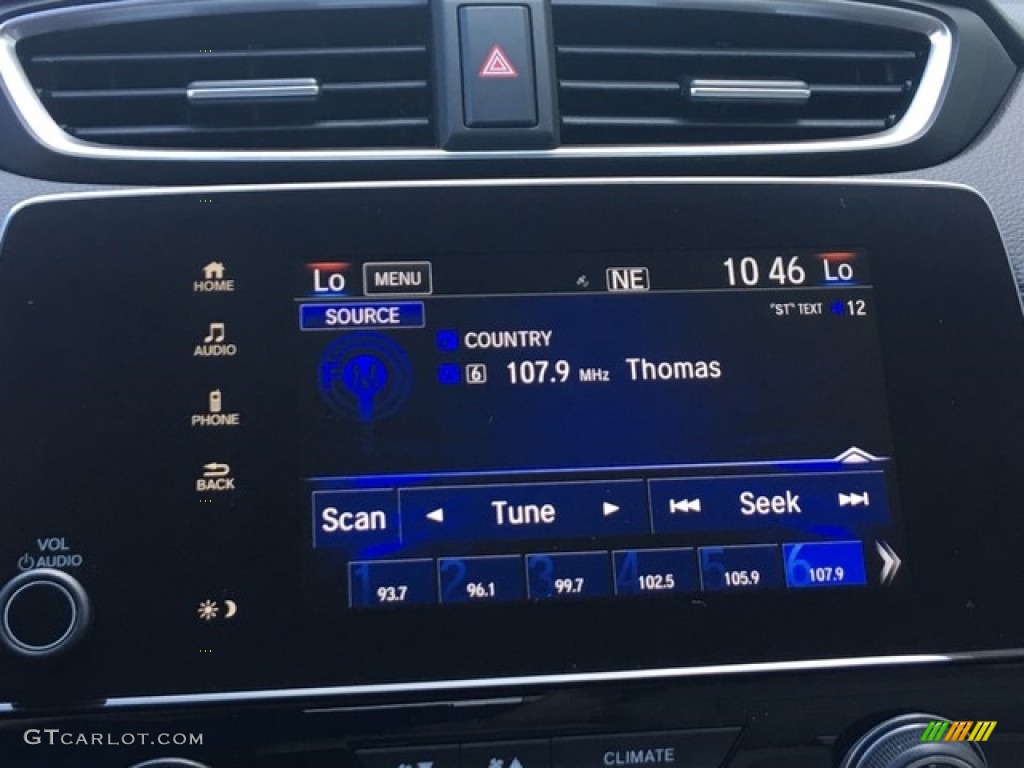 HOME
AUDIO
PHONE
BACK
VOL
AUDIO
Lo MENU NE 10 46 Lo
SOURCE "ST" TEXT 12
FM
COUNTRY
6 107.9 MHz Thomas
Scan Tune Seek
1 93.7 2 96.1 3 99.7 4 102.5 5 105.9 6 107.9
CLIMATE
GTCARLOT.COM